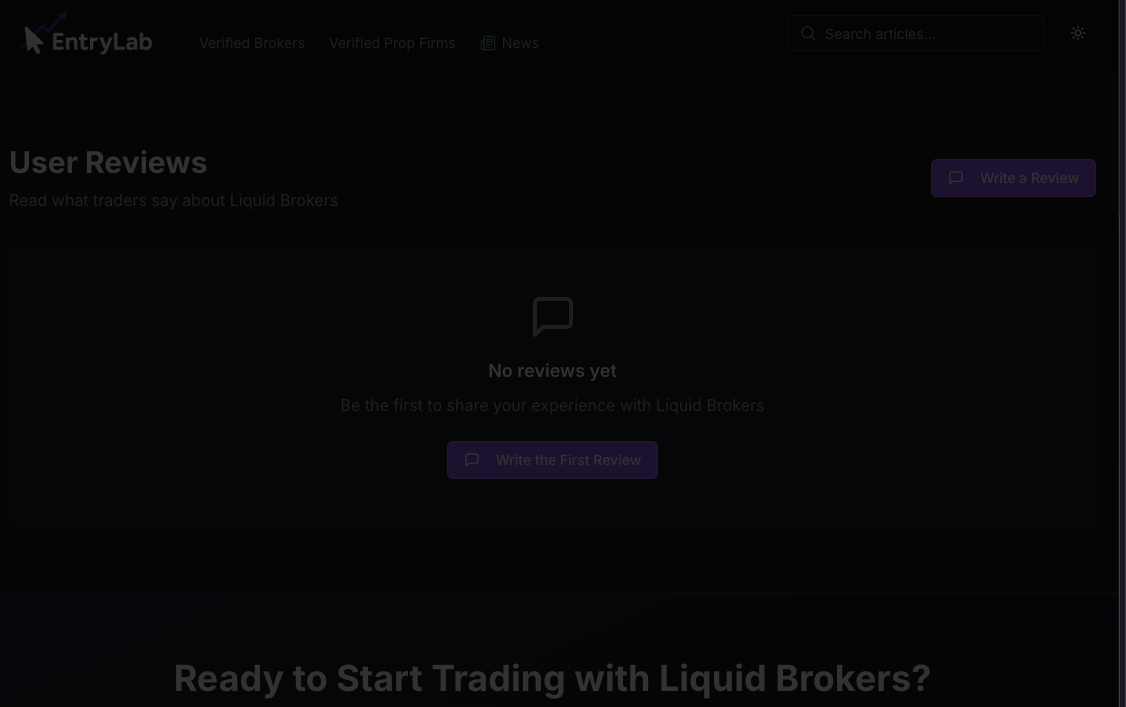 EntryLab
Verified Brokers
Verified Prop Firms
News
Search articles...
User Reviews
Read what traders say about Liquid Brokers
Write a Review
No reviews yet
Be the first to share your experience with Liquid Brokers
Write the First Review
Ready to Start Trading with Liquid Brokers?